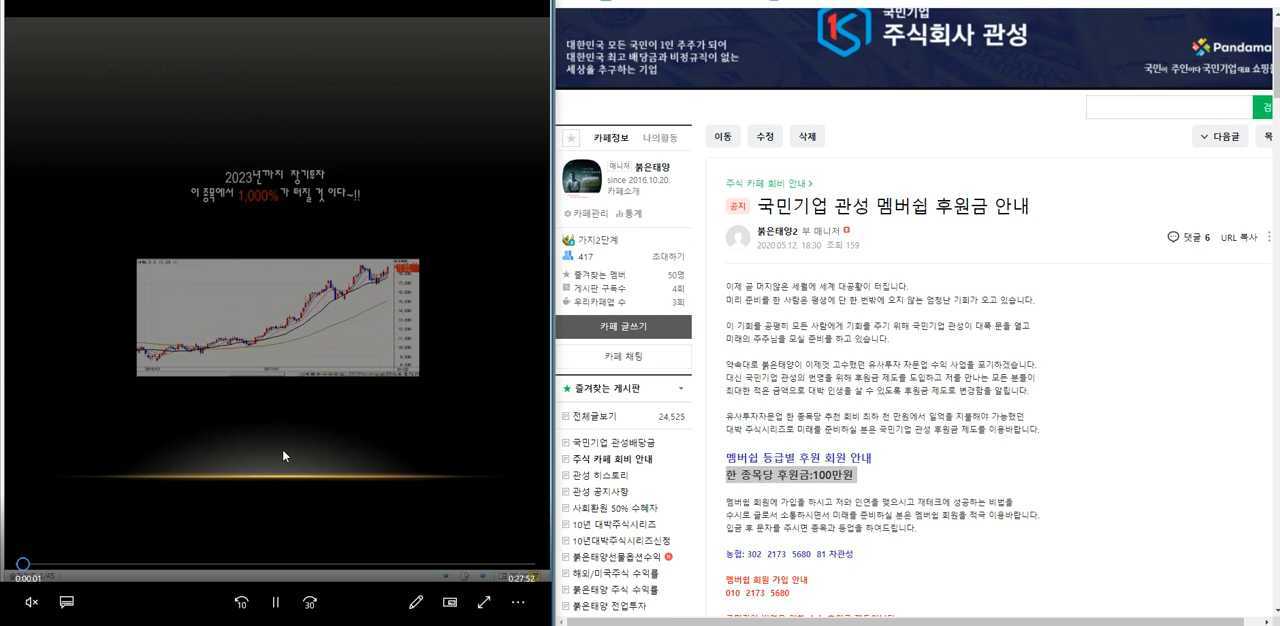 2023년까지 장기투자
이 종목에서 1,000%가 터질 것 이다~!!
0:00:01
0:27:52
10
30
대한민국 모든 국민이 1인 주주가 되어
대한민국 최고 배당금과 비정규직이 없는
세상을 추구하는 기업
국민기업
주식회사 관성
Pandama
국민이 주인이다 국민기업 대표 쇼핑몰
검
카페정보
나의활동
매니저 붉은태양
since 2016.10.20.
카페소개
카페관리
통계
가지2단계
417
초대하기
즐겨찾는 멤버
50명
게시판 구독수
4회
우리카페앱 수
3회
카페 글쓰기
카페 채팅
즐겨찾는 게시판
전체글보기
24,525
국민기업 관성배당금
주식 카페 회비 안내
관성 히스토리
관성 공지사항
사회환원 50% 수혜자
10년 대박주식시리즈
10년대박주식시리즈신청
붉은태양선물옵션수익 N
해외/미국주식 수익률
붉은태양 주식 수익률
붉은태양 전업투자
이동
수정
삭제
다음글
목
주식 카페 회비 안내 >
공지 국민기업 관성 멤버쉽 후원금 안내
붉은태양2 부 매니저
2020.05.12. 18:30 조회 159
댓글 6
URL 복사
이제 곧 머지않은 세월에 세계 대공황이 터집니다.
미리 준비를 한 사람은 평생에 단 한 번밖에 오지 않는 엄청난 기회가 오고 있습니다.
이 기회를 공평히 모든 사람에게 기회를 주기 위해 국민기업 관성이 대폭 문을 열고
미래의 주주님을 모실 준비를 하고 있습니다.
약속대로 붉은태양이 이제껏 고수했던 유사투자 자문업 수익 사업을 포기하겠습니다.
대신 국민기업 관성의 번영을 위해 후원금 제도를 도입하고 저를 만나는 모든 분들이
최대한 적은 금액으로 대박 인생을 살 수 있도록 후원금 제도로 변경함을 알립니다.
유사투자자문업 한 종목당 추천 회비 최하 천 만원에서 일억을 지불해야 가능했던
대박 주식시리즈로 미래를 준비하실 분은 국민기업 관성 후원금 제도를 이용바랍니다.
멤버쉽 등급별 후원 회원 안내
한 종목당 후원금:100만원
멤버쉽 회원에 가입을 하시고 저와 인연을 맺으시고 재테크에 성공하는 비법을
수시로 글로서 소통하시면서 미래를 준비하실 분은 멤버쉽 회원을 적극 이용바랍니다.
입금 후 문자를 주시면 종목과 등업을 하여드립니다.
농협: 302 2173 5680 81 차관성
멤버쉽 회원 가입 안내
010 2173 5680